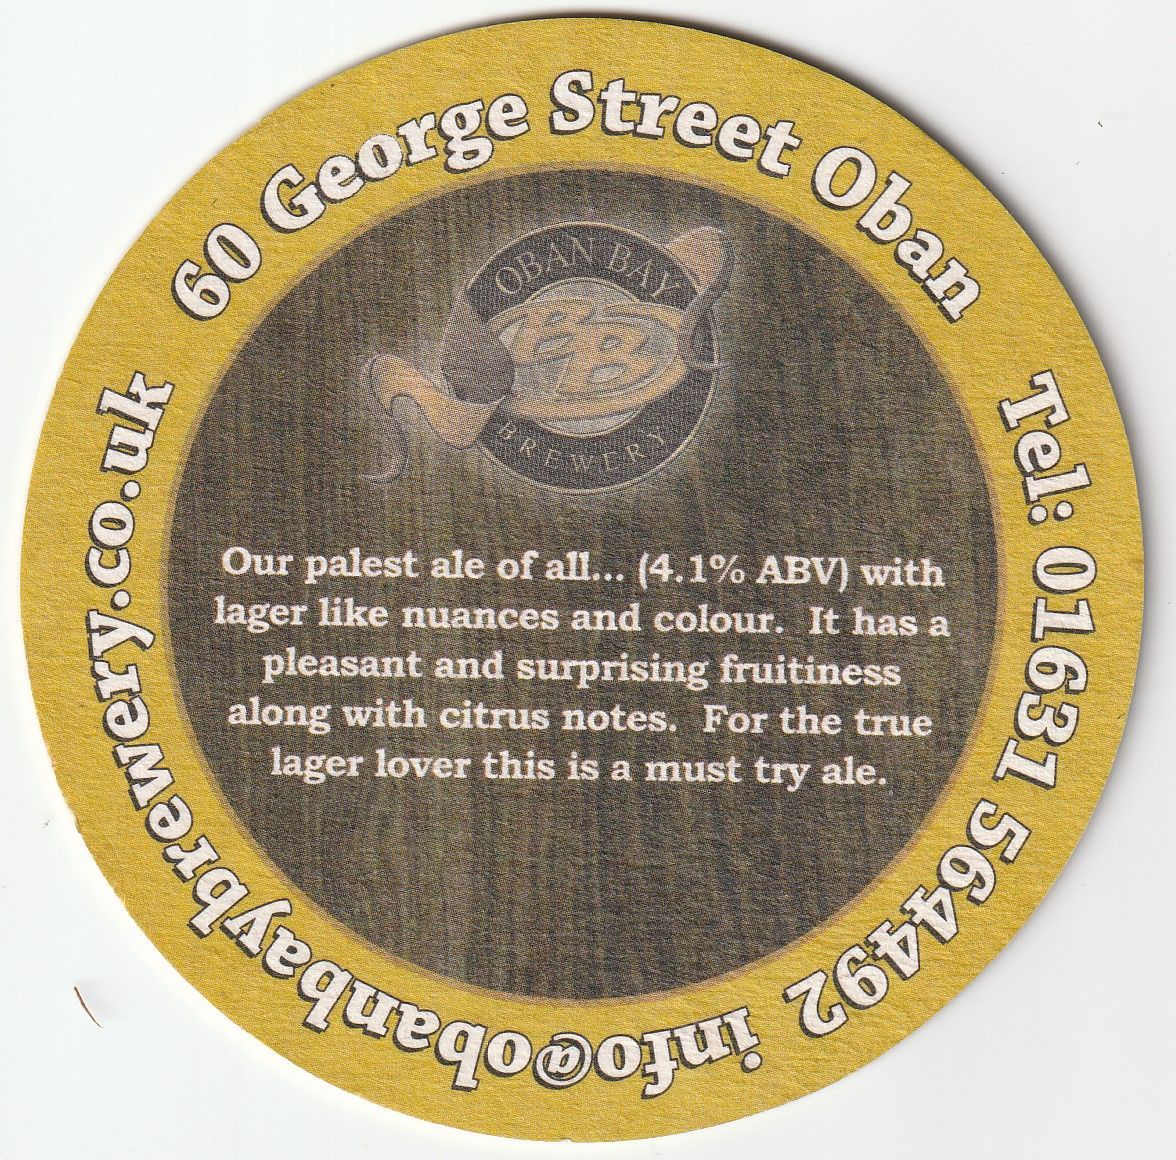 60 George Street Oban
Tel: 01631 564492
info@obanbaybrewery.co.uk
OBAN BAY
BB
BREWERY
Our palest ale of all... (4.1% ABV) with
lager like nuances and colour. It has a
pleasant and surprising fruitiness
along with citrus notes. For the true
lager lover this is a must try ale.